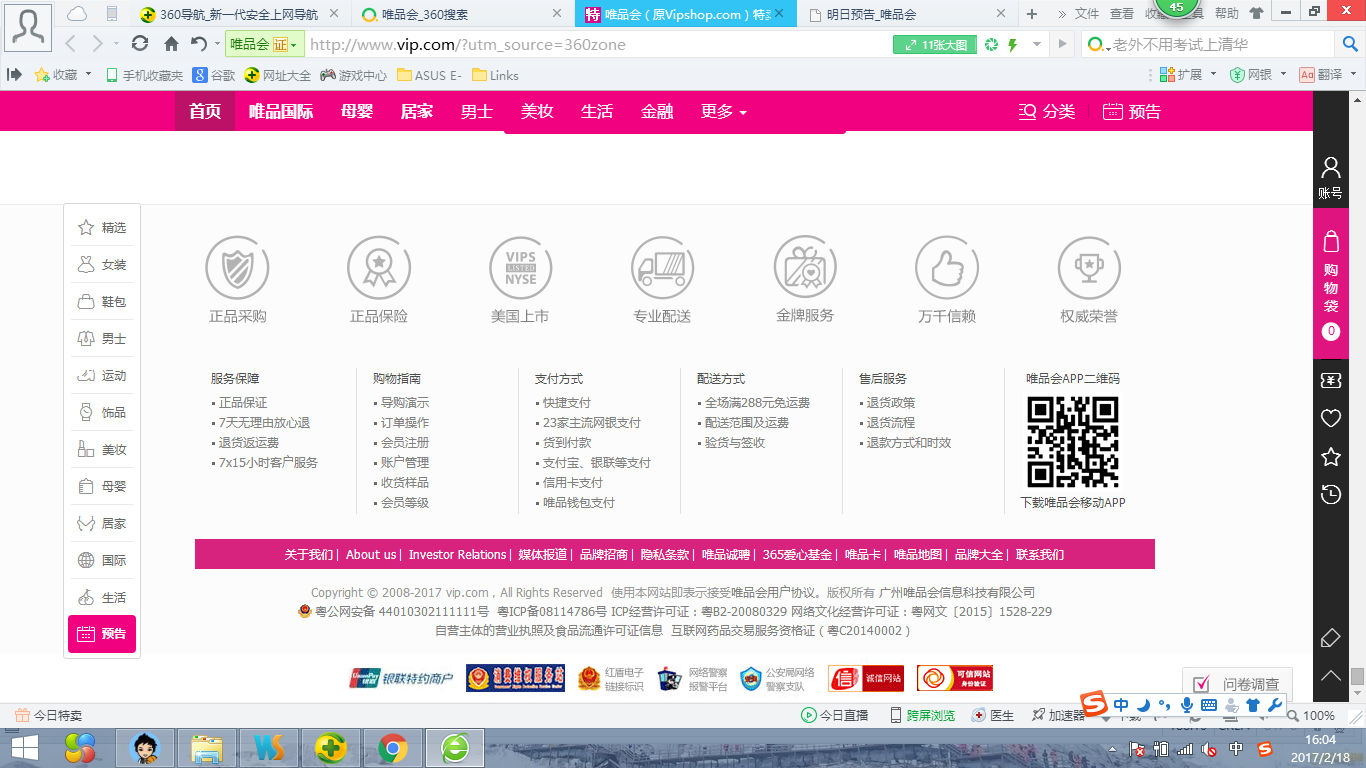 360导航_新一代安全上网导航
唯品会_360搜索
特 唯品会（原Vipshop.com）特卖
明日预告_唯品会
文件 查看 收藏 工具 帮助
45
唯品会 证
http://www.vip.com/?utm_source=360zone
11张大图
老外不用考试上清华
收藏 手机收藏夹 谷歌 网址大全 游戏中心 ASUS E- Links
扩展 网银 翻译
首页 唯品国际 母婴 居家 男士 美妆 生活 金融 更多
分类 预告
账号
购物袋
0
精选
女装
鞋包
男士
运动
饰品
美妆
母婴
居家
国际
生活
预告
VIPS
LISTED
NYSE
正品采购 正品保险 美国上市 专业配送 金牌服务 万千信赖 权威荣誉
服务保障
正品保证
7天无理由放心退
退货返运费
7x15小时客户服务
购物指南
导购演示
订单操作
会员注册
账户管理
收货样品
会员等级
支付方式
快捷支付
23家主流网银支付
货到付款
支付宝、银联等支付
信用卡支付
唯品钱包支付
配送方式
全场满288元免运费
配送范围及运费
验货与签收
售后服务
退货政策
退货流程
退款方式和时效
唯品会APP二维码
下载唯品会移动APP
关于我们| About us| Investor Relations| 媒体报道| 品牌招商| 隐私条款| 唯品诚聘| 365爱心基金| 唯品卡| 唯品地图| 品牌大全| 联系我们
Copyright © 2008-2017 vip.com，All Rights Reserved 使用本网站即表示接受唯品会用户协议。版权所有 广州唯品会信息科技有限公司
粤公网安备 44010302111111号 粤ICP备08114786号 ICP经营许可证：粤B2-20080329 网络文化经营许可证：粤网文〔2015〕1528-229
自营主体的营业执照及食品流通许可证信息 互联网药品交易服务资格证（粤C20140002）
UnionPay
银联 银联特约商户
消费维权服务站
红盾电子
链接标识
网络警察
报警平台
公安局网络
警察支队
信 诚信网站
可信网站
身份验证
问卷调查
中
今日特卖
今日直播 跨屏浏览 医生 加速器 下载 100%
中
16:04
2017/2/18